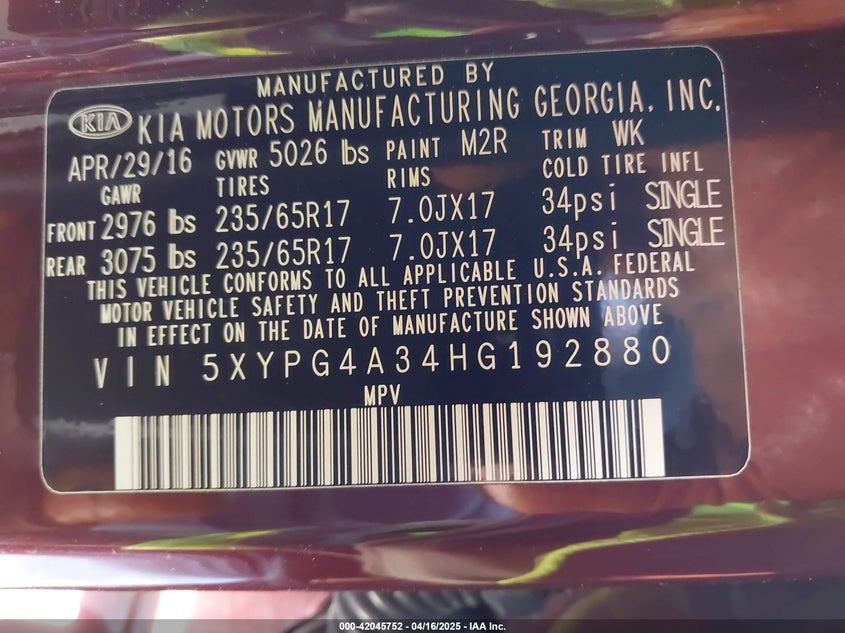 MANUFACTURED BY
KIA KIA MOTORS MANUFACTURING GEORGIA, INC.
APR/29/16 GVWR 5026 lbs PAINT M2R TRIM WK
GAWR TIRES RIMS COLD TIRE INFL
FRONT 2976 lbs 235/65R17 7.0JX17 34psi SINGLE
REAR 3075 lbs 235/65R17 7.0JX17 34psi SINGLE
THIS VEHICLE CONFORMS TO ALL APPLICABLE U.S.A. FEDERAL
MOTOR VEHICLE SAFETY AND THEFT PREVENTION STANDARDS
IN EFFECT ON THE DATE OF MANUFACTURE SHOWN ABOVE
VIN 5XYPG4A34HG192880
MPV
000-42045752 04/16/2025 - IAA Inc.